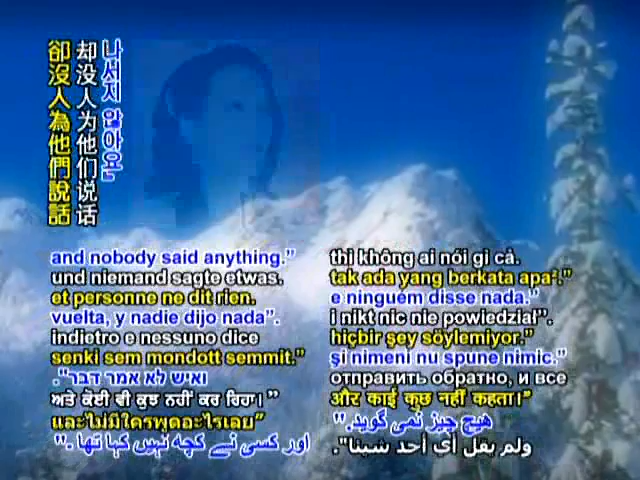 나서지 않아온"
却没人为他们说话
卻沒人為他們說話
and nobody said anything."
und niemand sagte etwas.
et personne ne dit rien.
vuelta, y nadie dijo nada".
indietro e nessuno dice
senki sem mondott semmit."
ואיש לא אמר דבר".
ਅਤੇ ਕੋਈ ਵੀ ਕੁਝ ਨਹੀਂ ਕਰ ਰਿਹਾ।”
และไม่มีใครพูดอะไรเลย”
اور کسی نے کچھ نہیں کہا تھا."
thì không ai nói gì cả.
tak ada yang berkata apa²."
e ninguém disse nada."
i nikt nic nie powiedział".
hiçbir şey söylemiyor."
şi nimeni nu spune nimic."
отправить обратно, и все
और काई कुछ नहीं कहता।”
هیچ چیز نمی گوید."
ولم يقل أي أحد شيئا".